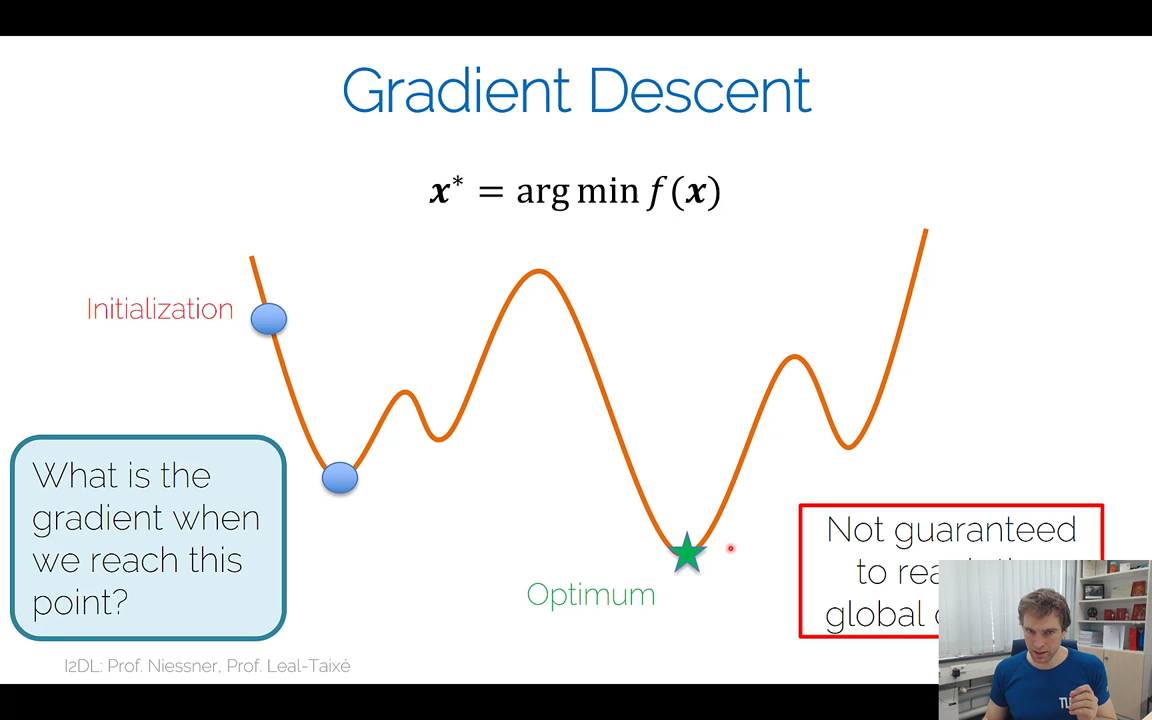 Gradient Descent
x* = arg min f(x)
Initialization
What is the
gradient when
we reach this
point?
Optimum
Not guaranteed
to
global
I2DL: Prof. Niessner, Prof. Leal-Taixé